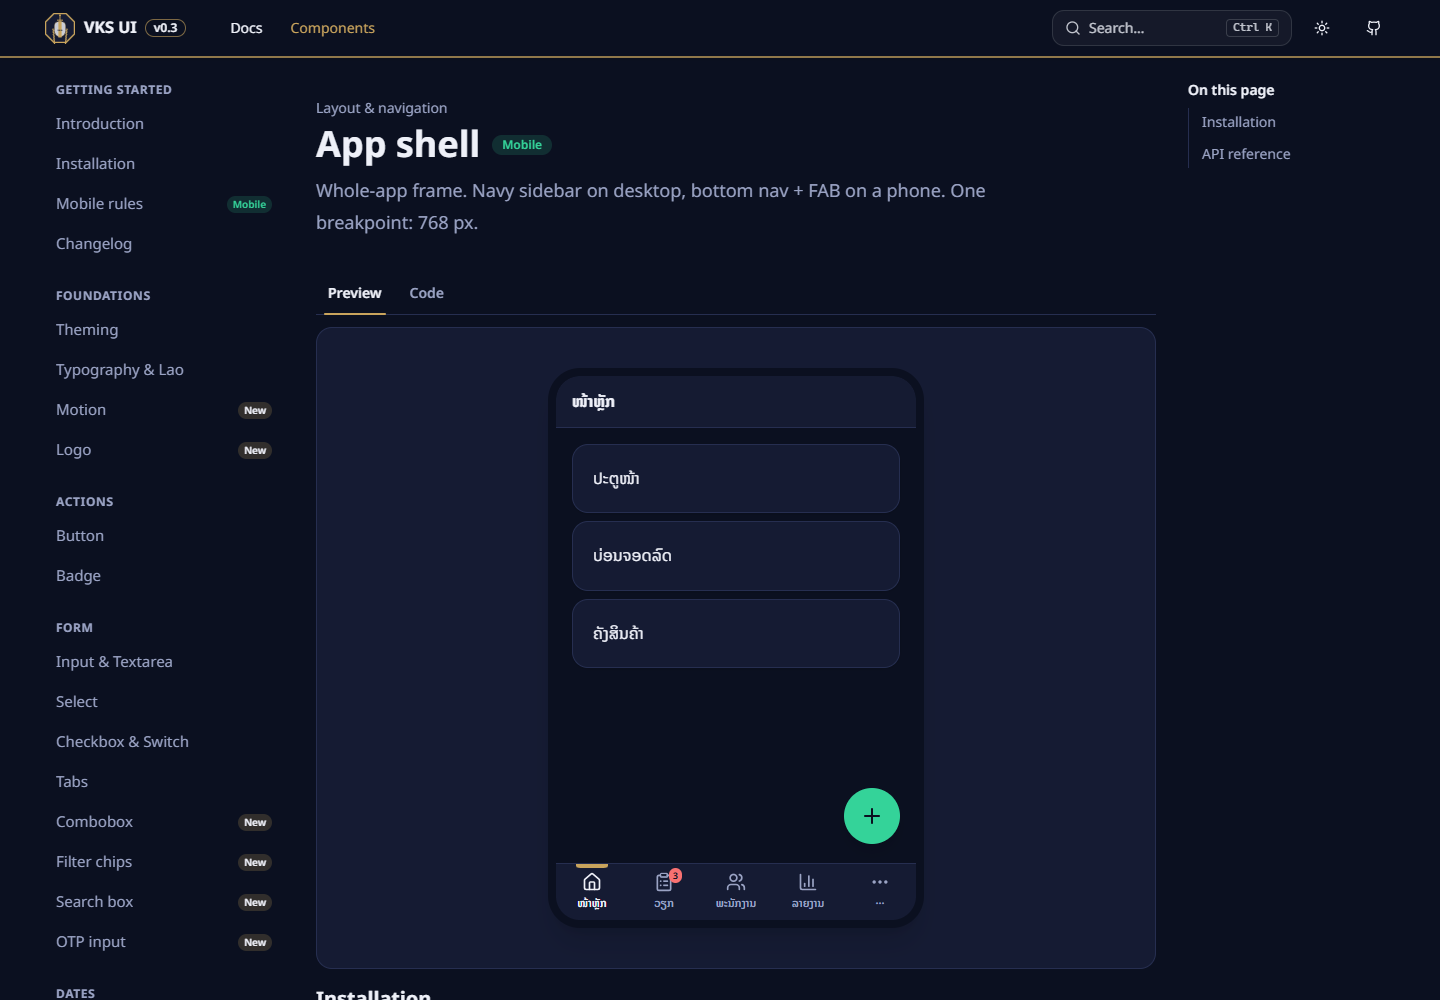 VKS UI v0.3 Docs Components Search... Ctrl K
GETTING STARTED
Introduction
Installation
Mobile rules Mobile
Changelog
FOUNDATIONS
Theming
Typography & Lao
Motion New
Logo New
ACTIONS
Button
Badge
FORM
Input & Textarea
Select
Checkbox & Switch
Tabs
Combobox New
Filter chips New
Search box New
OTP input New
DATES
Layout & navigation
App shell Mobile
Whole-app frame. Navy sidebar on desktop, bottom nav + FAB on a phone. One
breakpoint: 768 px.
Preview Code
ໜ້າຫຼັກ
ປະຕູໜ້າ
ບ່ອນຈອດລົດ
ຄັງສິນຄ້າ
3
ໜ້າຫຼັກ ວຽກ ພະນັກງານ ລາຍງານ ...
Installation
On this page
Installation
API reference